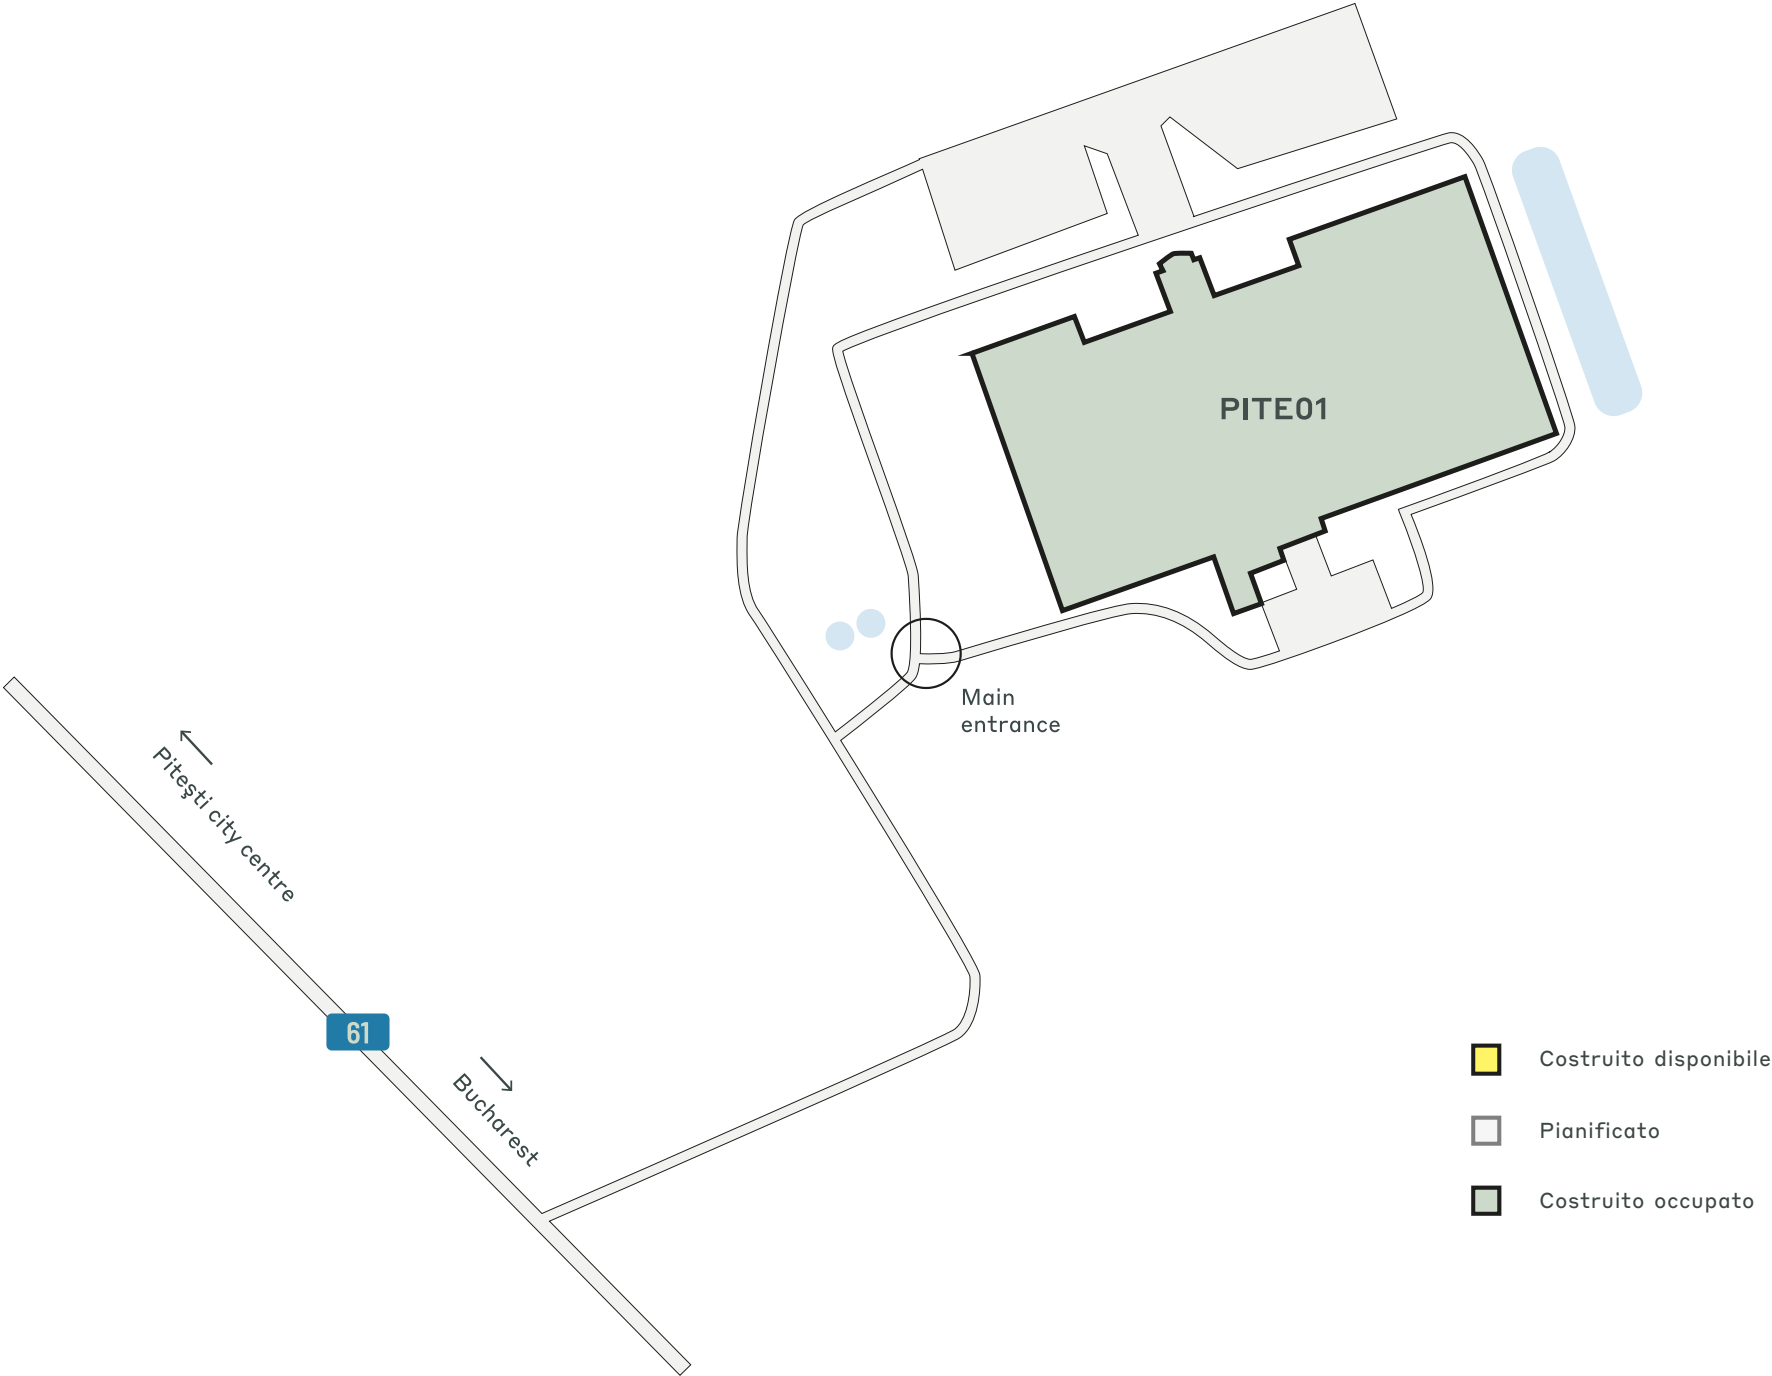 PITE01
Main
entrance
Piteşti city centre
61
Bucharest
Costruito disponibile
Pianificato
Costruito occupato